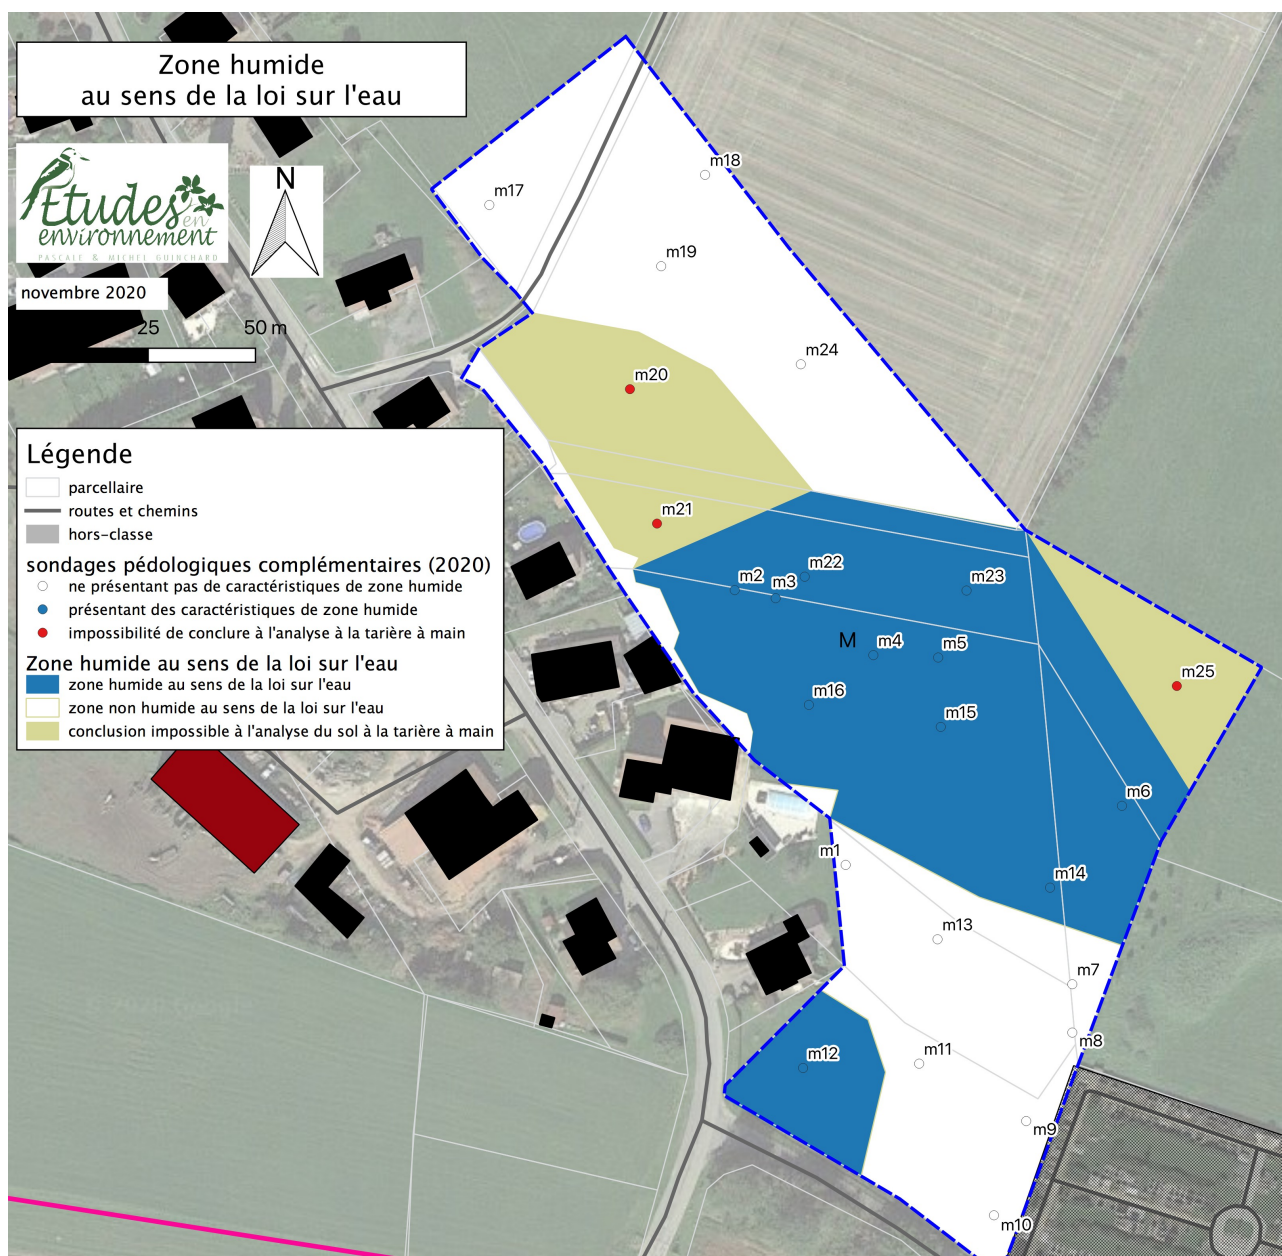 Zone humide
au sens de la loi sur l'eau
Etudes
en
environnement
PASCALE & MICHEL GUINCHARD
N
novembre 2020
25
50 m
Légende
parcellaire
routes et chemins
hors-classe
sondages pédologiques complémentaires (2020)
ne présentant pas de caractéristiques de zone humide
présentant des caractéristiques de zone humide
impossibilité de conclure à l'analyse à la tarière à main
Zone humide au sens de la loi sur l'eau
zone humide au sens de la loi sur l'eau
zone non humide au sens de la loi sur l'eau
conclusion impossible à l'analyse du sol à la tarière à main
m18
m17
m19
m24
m20
m21
m22
m2
m3
m23
M
m4
m5
m25
m16
m15
m6
m1
m14
m13
m7
m8
m11
m12
m9
m10